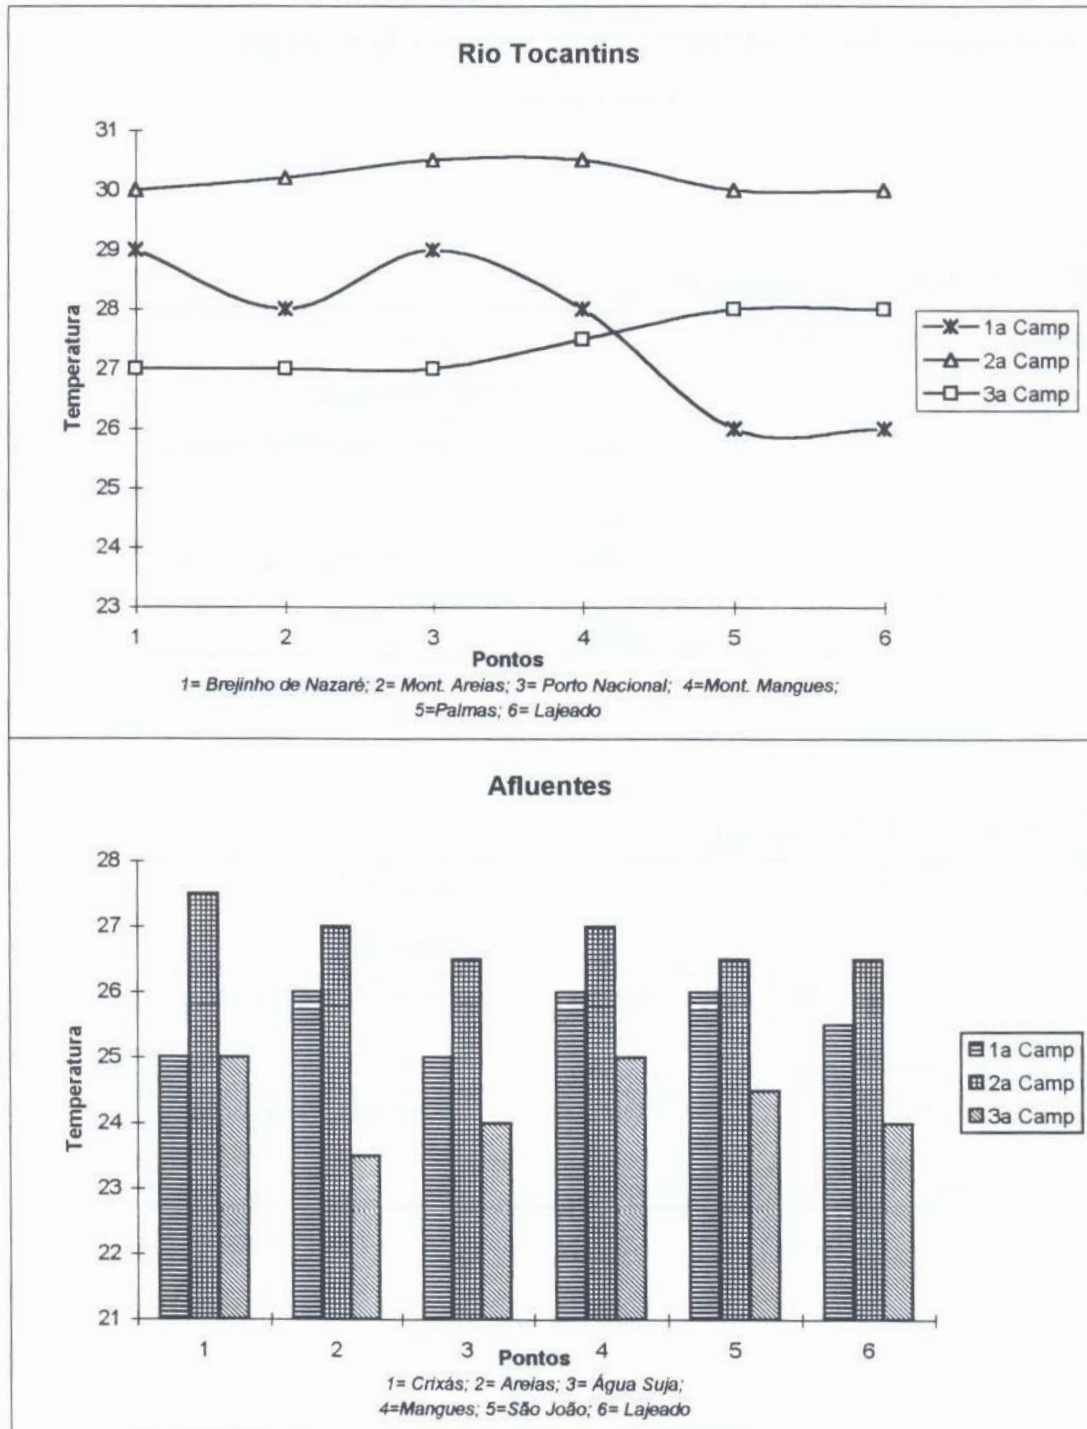 Rio Tocantins
31
30
29
28
27
26
25
24
23
Temperatura
1 2 3 4 5 6
Pontos
1= Brejinho de Nazaré; 2= Mont. Areias; 3= Porto Nacional; 4=Mont. Mangues;
5=Palmas; 6= Lajeado
1a Camp
2a Camp
3a Camp
Afluentes
28
27
26
25
24
23
22
21
Temperatura
1 2 3 4 5 6
Pontos
1= Crixás; 2= Areias; 3= Água Suja;
4=Mangues; 5=São João; 6= Lajeado
1a Camp
2a Camp
3a Camp